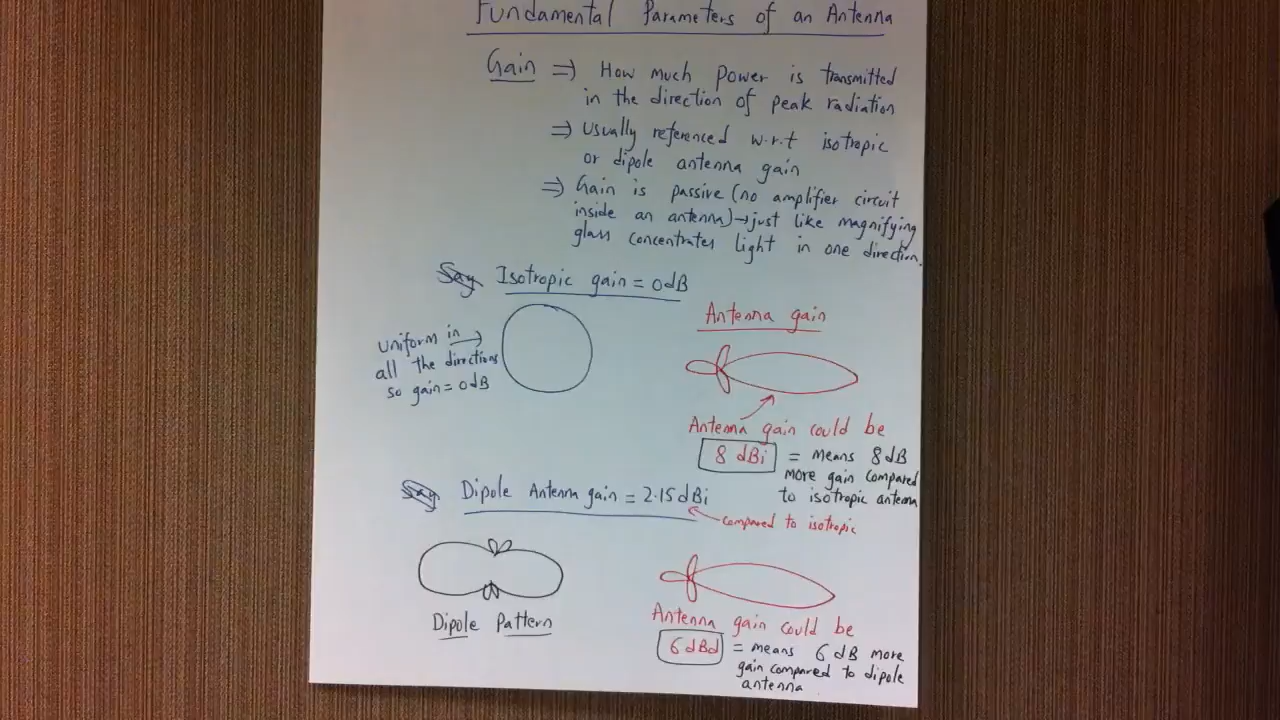 Fundamental Parameters of an Antenna
Gain ⇒ How much power is transmitted
in the direction of peak radiation
⇒ Usually referenced w.r.t isotropic
or dipole antenna gain
⇒ Gain is passive (no amplifier circuit
inside an antenna) → just like magnifying
glass concentrates light in one direction.
Say Isotropic gain = 0dB
uniform in →
all the directions
so gain = 0dB
Antenna gain
Antenna gain could be
8 dBi = means 8dB
more gain compared
to isotropic antenna
Say Dipole Antenna gain = 2.15dBi
compared to isotropic
Dipole Pattern
Antenna gain could be
6 dBd = means 6 dB more
gain compared to dipole
antenna